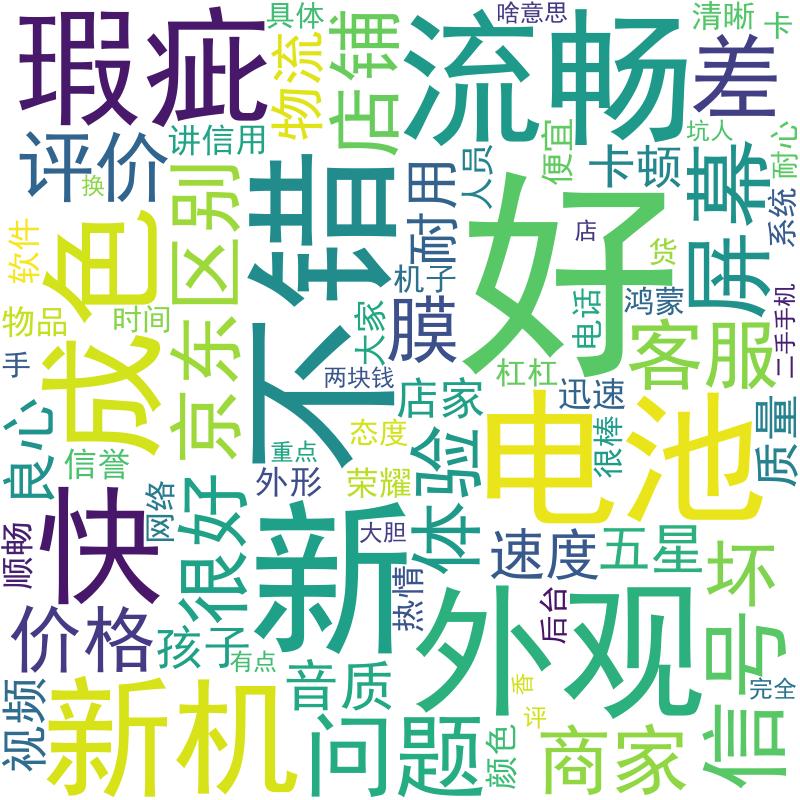 瑕疵
具体
物流
店铺
流畅
啥意思
清晰
卡
差
评价
讲信用
换
不错
耐用
人员
便宜
卡顿
坑人
耐心
屏幕
系统
软件
成色
区别
京东
好
店
货
物品
时间
机子
大家
膜
电话
鸿蒙
二手手机
客服
手
两块钱
杠杠
迅速
店家
良心
信誉
重点
态度
体验
电池
很棒
质量
外形
荣耀
快
网络
很好
新
大胆
顺畅
速度
五星
坏
热情
后台
外观
信号
价格
孩子
有点
音质
视频
新机
问题
颜色
香
评
商家
完全